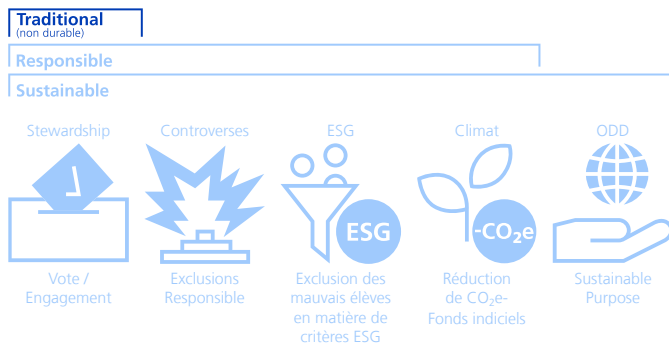 Traditional
(non durable)
Responsible
Sustainable
Stewardship
Controverses
ESG
Climat
ODD
ESG
-CO₂e
Vote /
Engagement
Exclusions
Responsible
Exclusion des
mauvais élèves
en matière de
critères ESG
Réduction
de CO₂e-
Fonds indiciels
Sustainable
Purpose